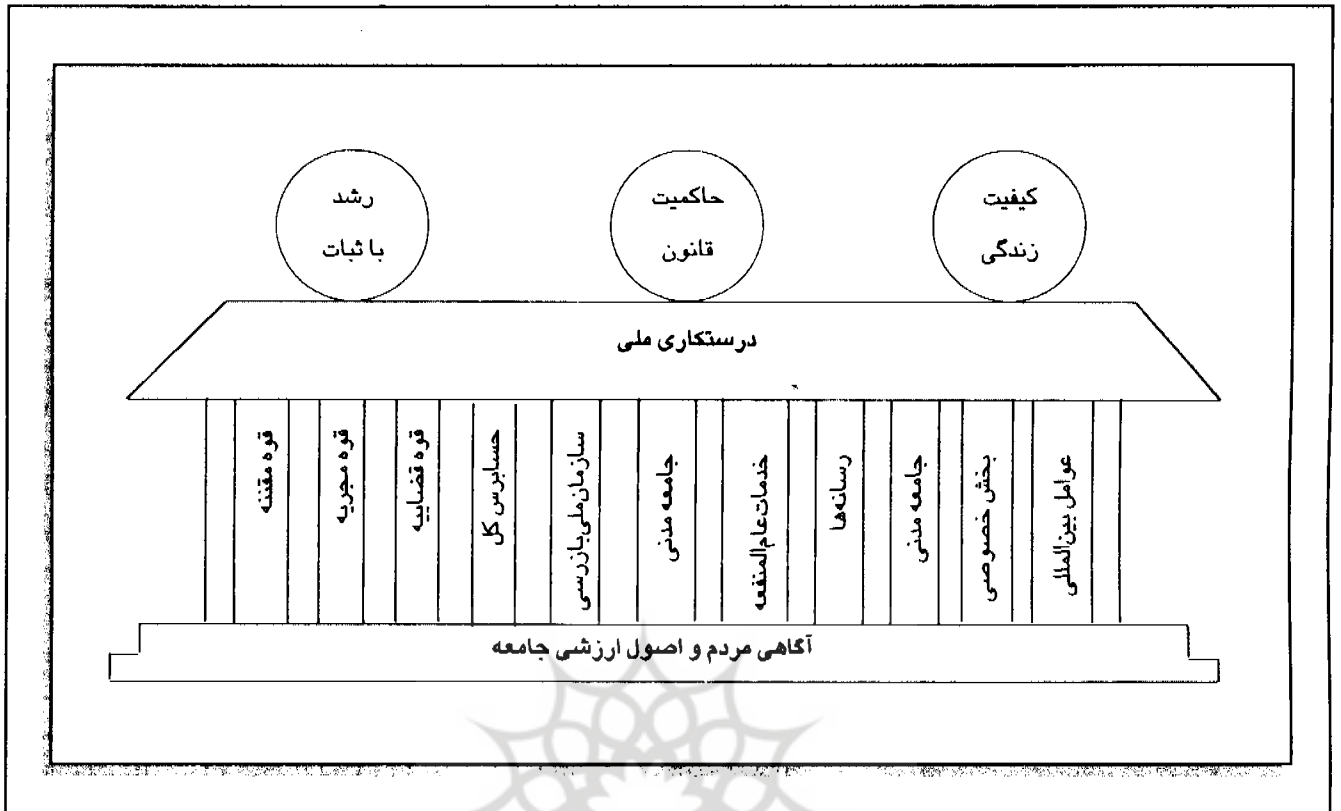 کیفیت
زندگی
حاکمیت
قانون
رشد
با ثبات
درستکاری ملی
عوامل بین‌المللی
بخش خصوصی
جامعه مدنی
رسانه‌ها
خدمات عام‌المنفعه
جامعه مدنی
سازمان ملی بازرسی
حسابرس کل
قوه قضاییه
قوه مجریه
قوه مقننه
آگاهی مردم و اصول ارزشی جامعه